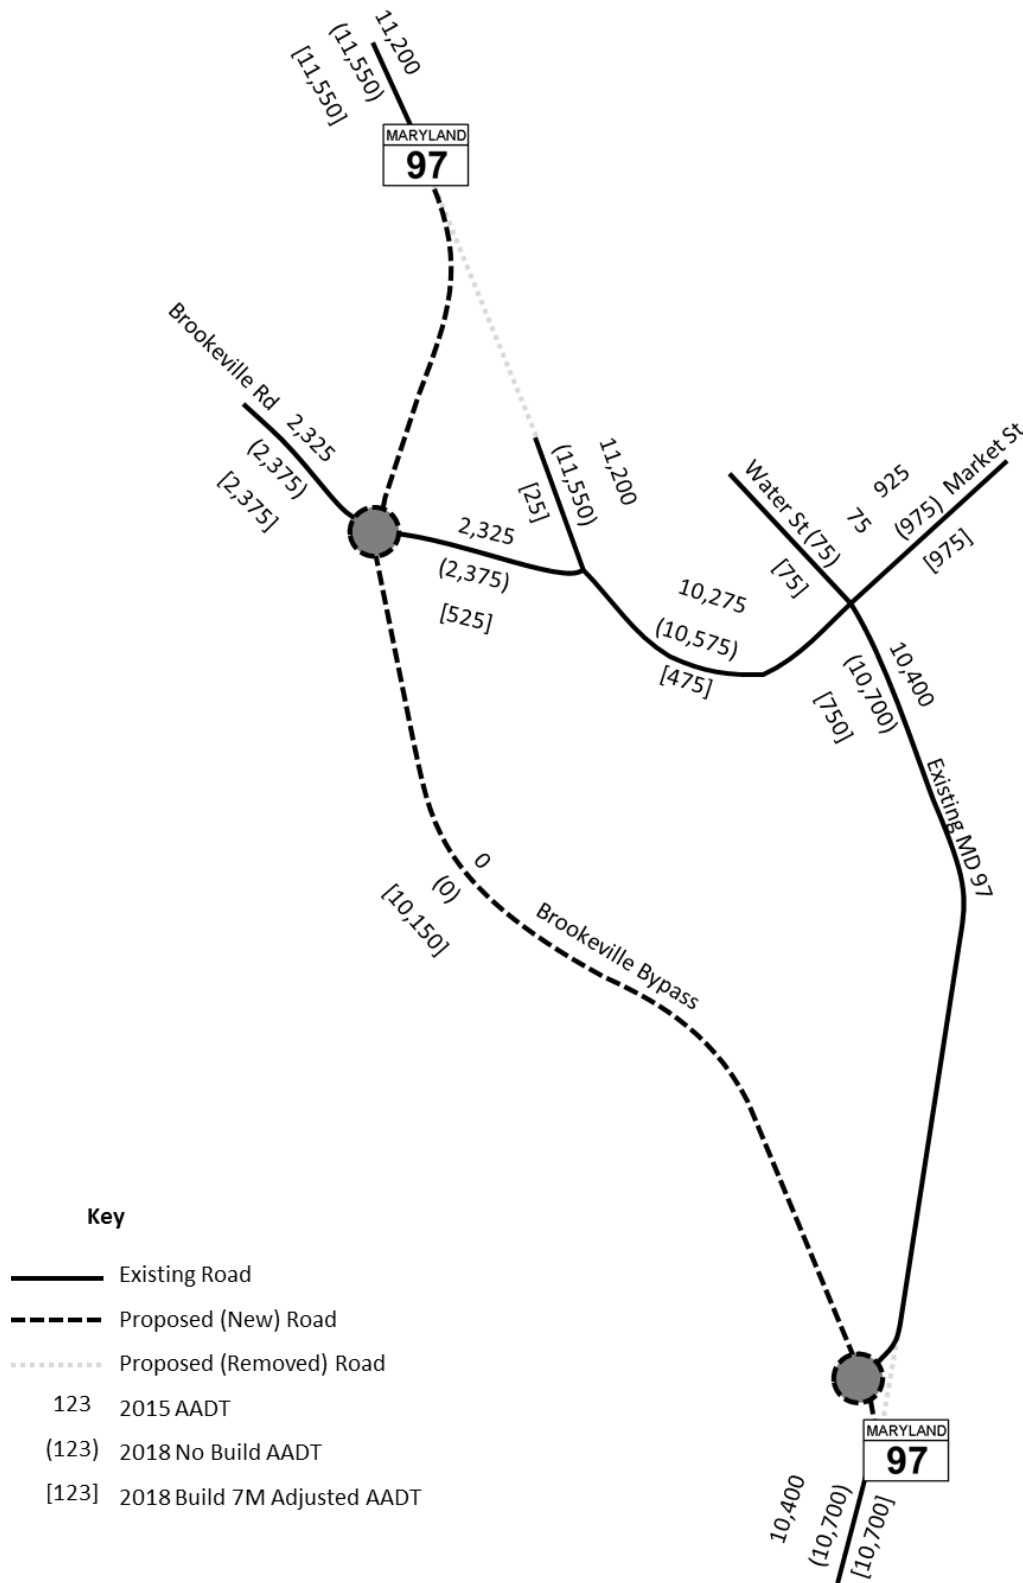 11,200
(11,550)
[11,550]
MARYLAND
97
Brookeville Rd
2,325
(2,375)
[2,375]
2,325
(2,375)
[525]
11,200
(11,550)
[25]
10,275
(10,575)
[475]
Water St
75
(75)
[75]
Market St
925
(975)
[975]
10,400
(10,700)
[750]
Existing MD 97
0
(0)
[10,150]
Brookeville Bypass
Key
Existing Road
Proposed (New) Road
Proposed (Removed) Road
123 2015 AADT
(123) 2018 No Build AADT
[123] 2018 Build 7M Adjusted AADT
MARYLAND
97
10,400
(10,700)
[10,700]